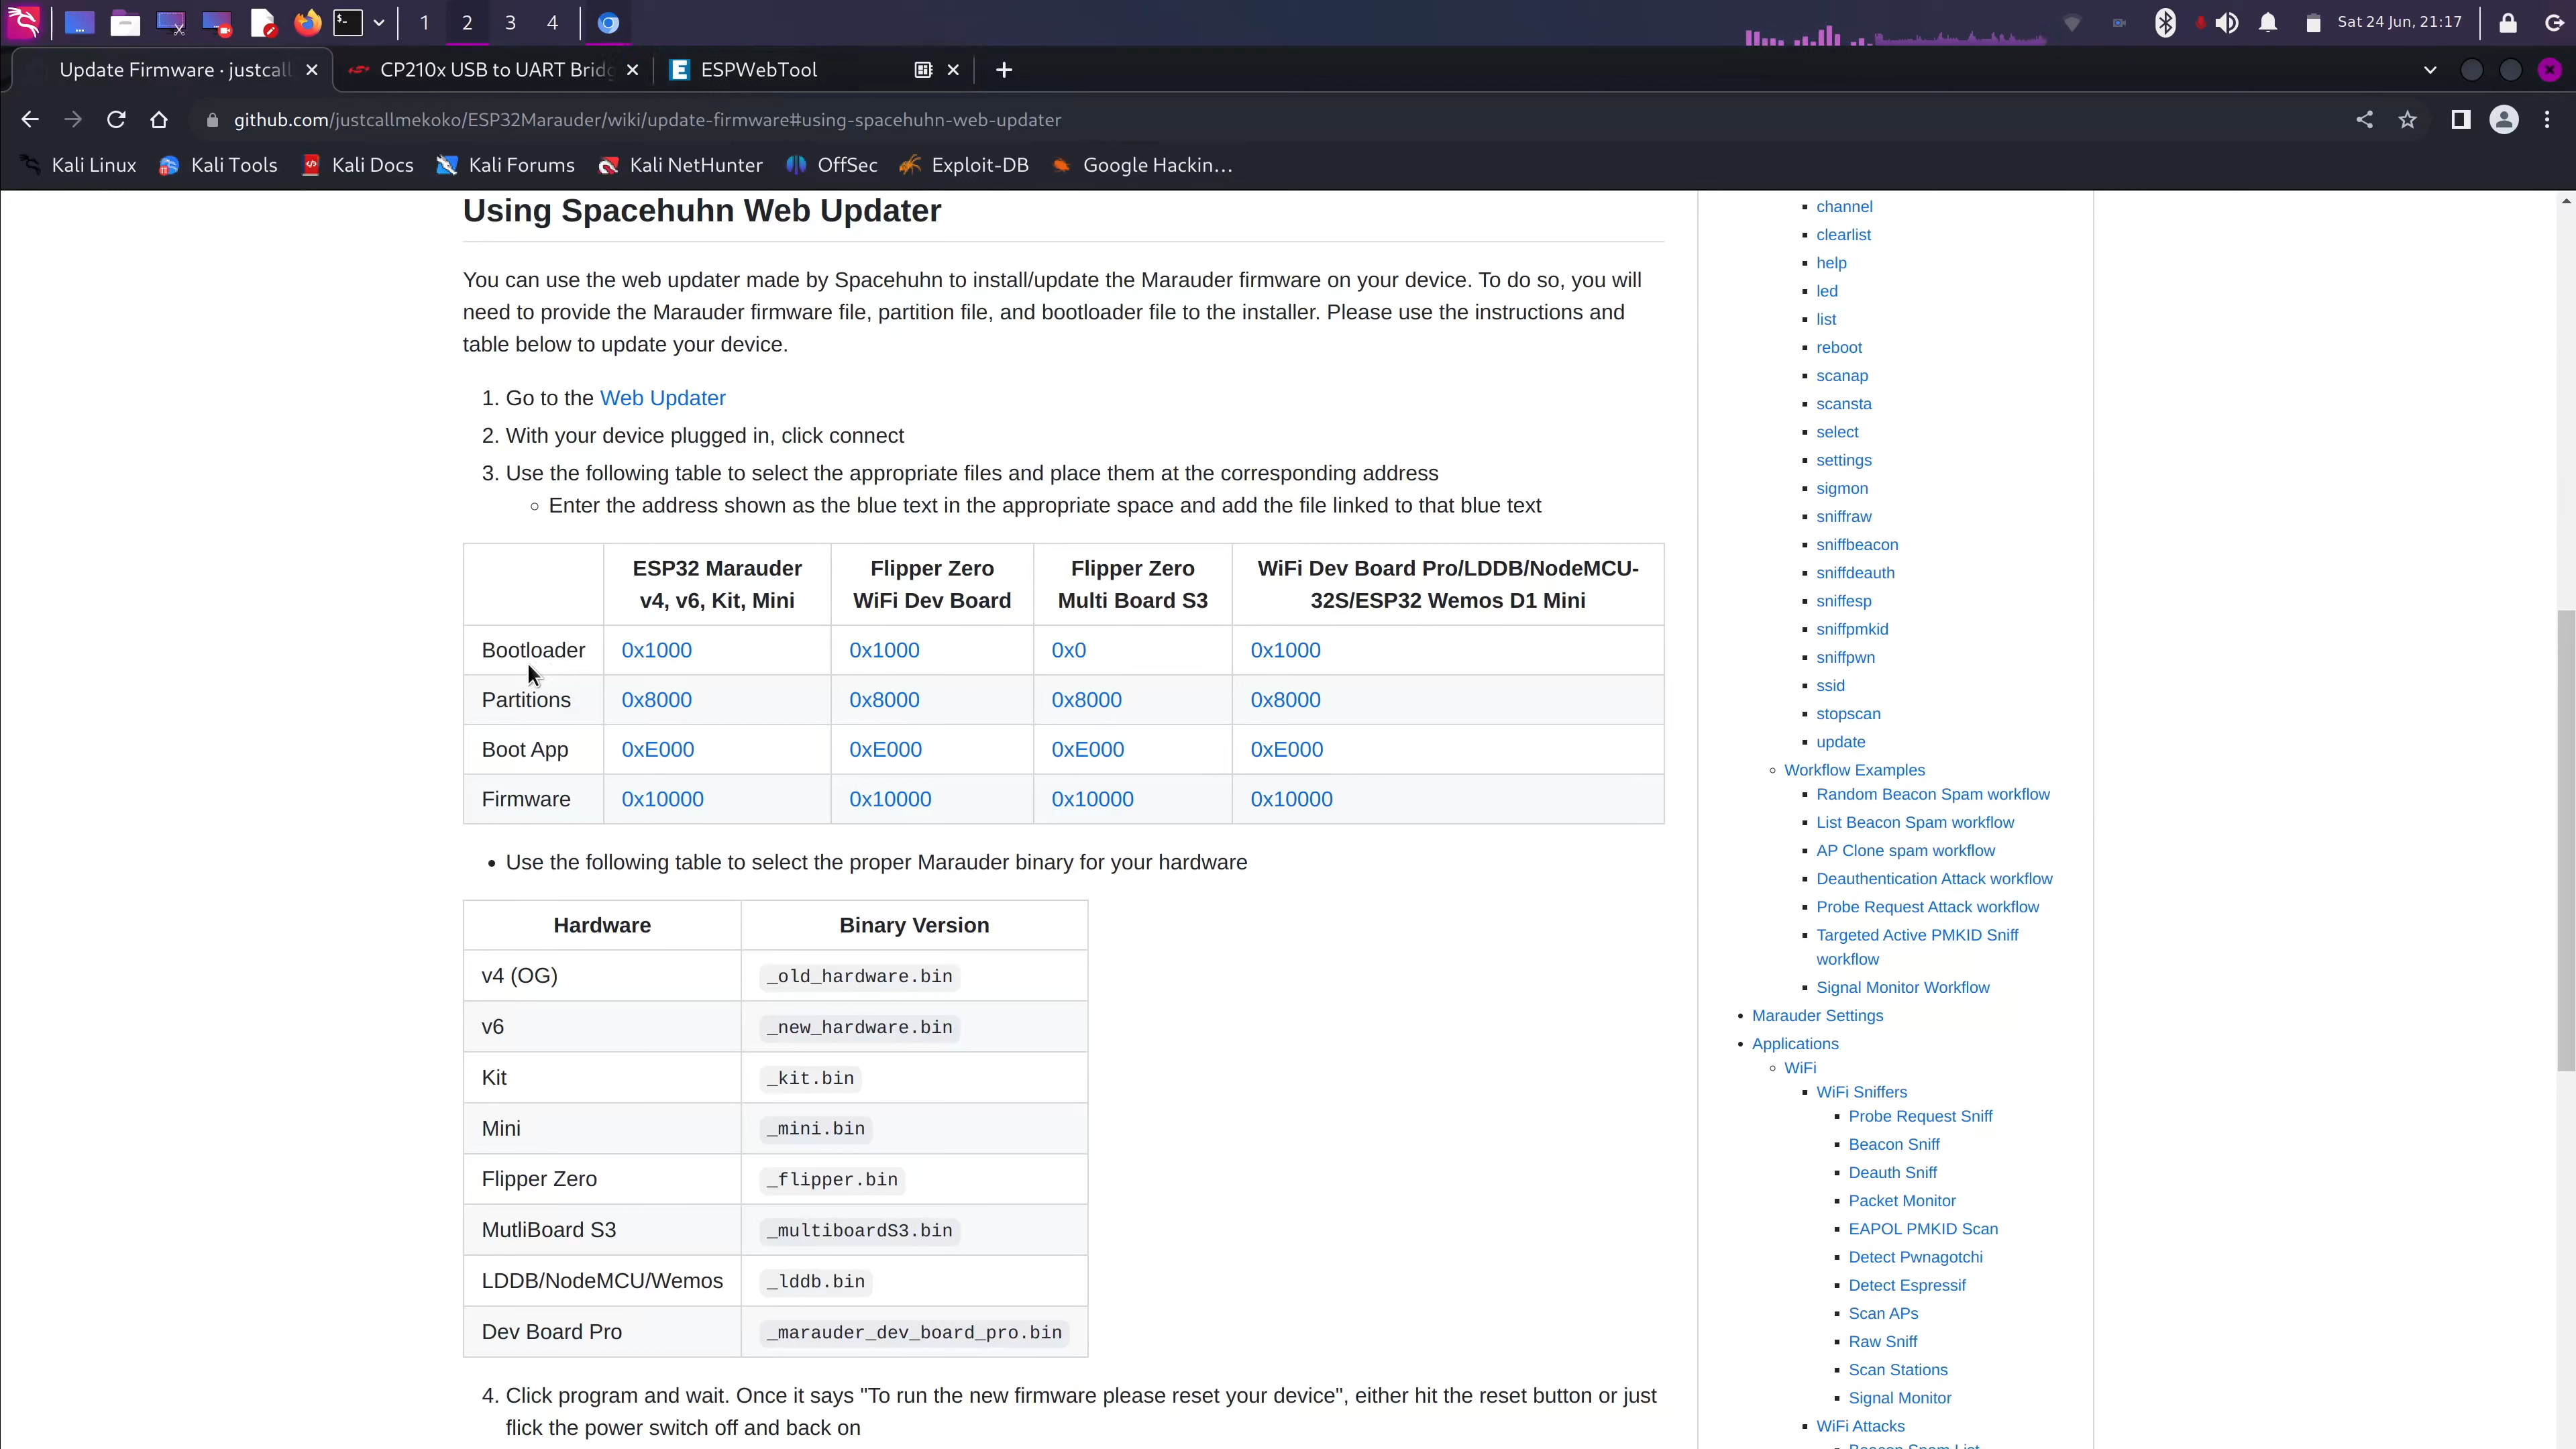 1 2 3 4 Sat 24 Jun, 21:17
Update Firmware · justcall CP210x USB to UART Bridg ESPWebTool
github.com/justcallmekoko/ESP32Marauder/wiki/update-firmware#using-spacehuhn-web-updater
Kali Linux Kali Tools Kali Docs Kali Forums Kali NetHunter OffSec Exploit-DB Google Hackin...
Using Spacehuhn Web Updater
You can use the web updater made by Spacehuhn to install/update the Marauder firmware on your device. To do so, you will
need to provide the Marauder firmware file, partition file, and bootloader file to the installer. Please use the instructions and
table below to update your device.
1. Go to the Web Updater
2. With your device plugged in, click connect
3. Use the following table to select the appropriate files and place them at the corresponding address
Enter the address shown as the blue text in the appropriate space and add the file linked to that blue text
ESP32 Marauder Flipper Zero Flipper Zero WiFi Dev Board Pro/LDDB/NodeMCU-
v4, v6, Kit, Mini WiFi Dev Board Multi Board S3 32S/ESP32 Wemos D1 Mini
Bootloader 0x1000 0x1000 0x0 0x1000
Partitions 0x8000 0x8000 0x8000 0x8000
Boot App 0xE000 0xE000 0xE000 0xE000
Firmware 0x10000 0x10000 0x10000 0x10000
Use the following table to select the proper Marauder binary for your hardware
Hardware Binary Version
v4 (OG) _old_hardware.bin
v6 _new_hardware.bin
Kit _kit.bin
Mini _mini.bin
Flipper Zero _flipper.bin
MutliBoard S3 _multiboardS3.bin
LDDB/NodeMCU/Wemos _lddb.bin
Dev Board Pro _marauder_dev_board_pro.bin
4. Click program and wait. Once it says "To run the new firmware please reset your device", either hit the reset button or just
flick the power switch off and back on
channel
clearlist
help
led
list
reboot
scanap
scansta
select
settings
sigmon
sniffraw
sniffbeacon
sniffdeauth
sniffesp
sniffpmkid
sniffpwn
ssid
stopscan
update
Workflow Examples
Random Beacon Spam workflow
List Beacon Spam workflow
AP Clone spam workflow
Deauthentication Attack workflow
Probe Request Attack workflow
Targeted Active PMKID Sniff
workflow
Signal Monitor Workflow
Marauder Settings
Applications
WiFi
WiFi Sniffers
Probe Request Sniff
Beacon Sniff
Deauth Sniff
Packet Monitor
EAPOL PMKID Scan
Detect Pwnagotchi
Detect Espressif
Scan APs
Raw Sniff
Scan Stations
Signal Monitor
WiFi Attacks